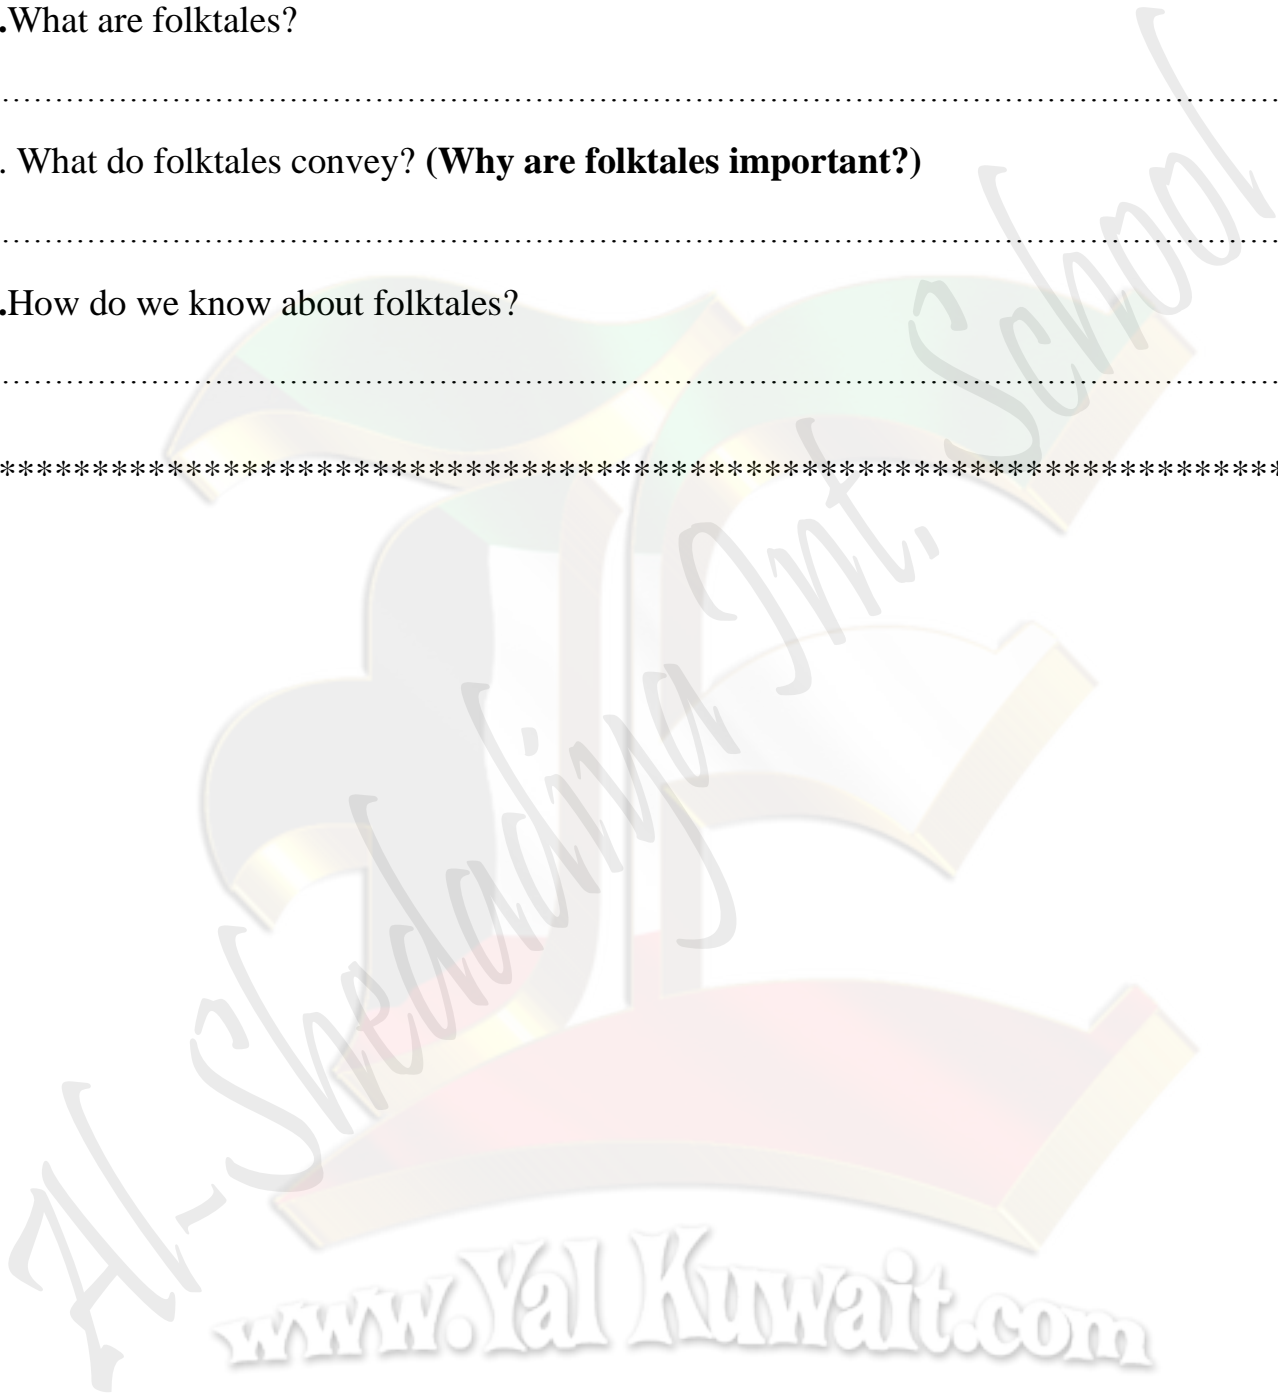 .What are folktales?
........................................................................................................................
. What do folktales convey? (Why are folktales important?)
........................................................................................................................
.How do we know about folktales?
........................................................................................................................
**********************************************************************
Al-Shedadiya Int. School
www.Yal Kuwait.com